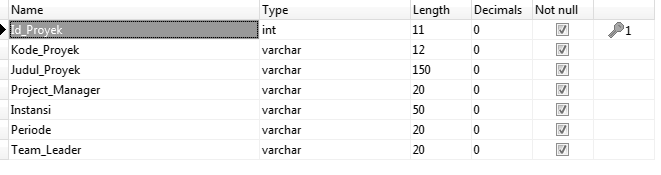 Name Type Length Decimals Not null
Id_Proyek int 11 0 1
Kode_Proyek varchar 12 0
Judul_Proyek varchar 150 0
Project_Manager varchar 20 0
Instansi varchar 50 0
Periode varchar 20 0
Team_Leader varchar 20 0